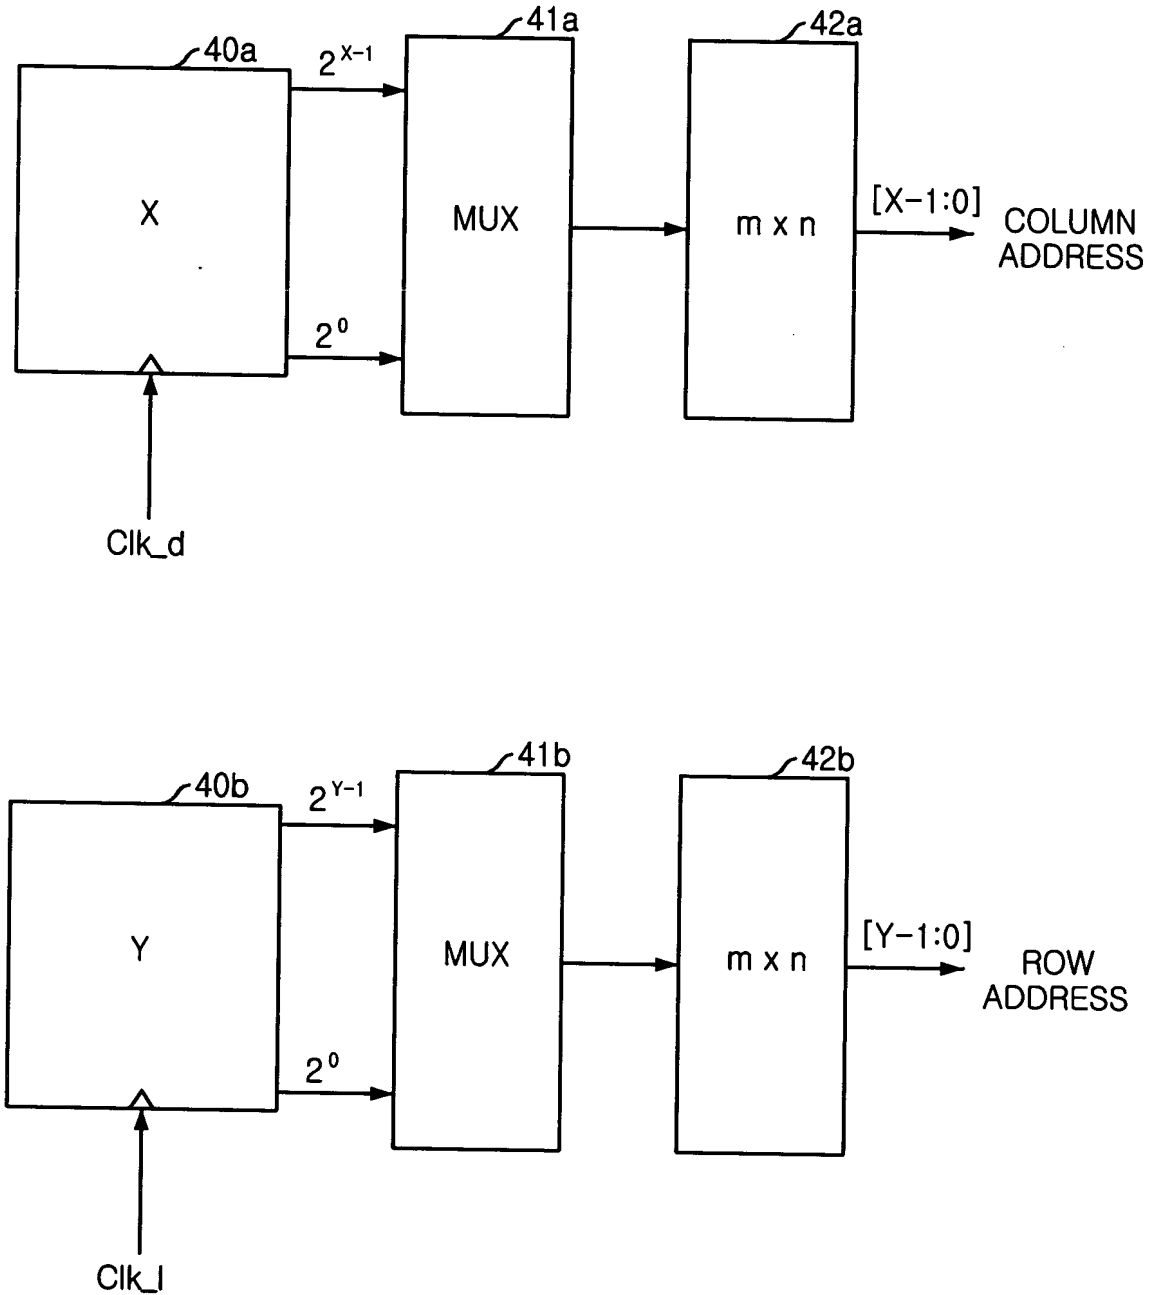 40a
41a
42a
2^X-1
X
MUX
m x n
[X-1:0]
COLUMN
ADDRESS
2^0
Clk_d
40b
41b
42b
2^Y-1
Y
MUX
m x n
[Y-1:0]
ROW
ADDRESS
2^0
Clk_l